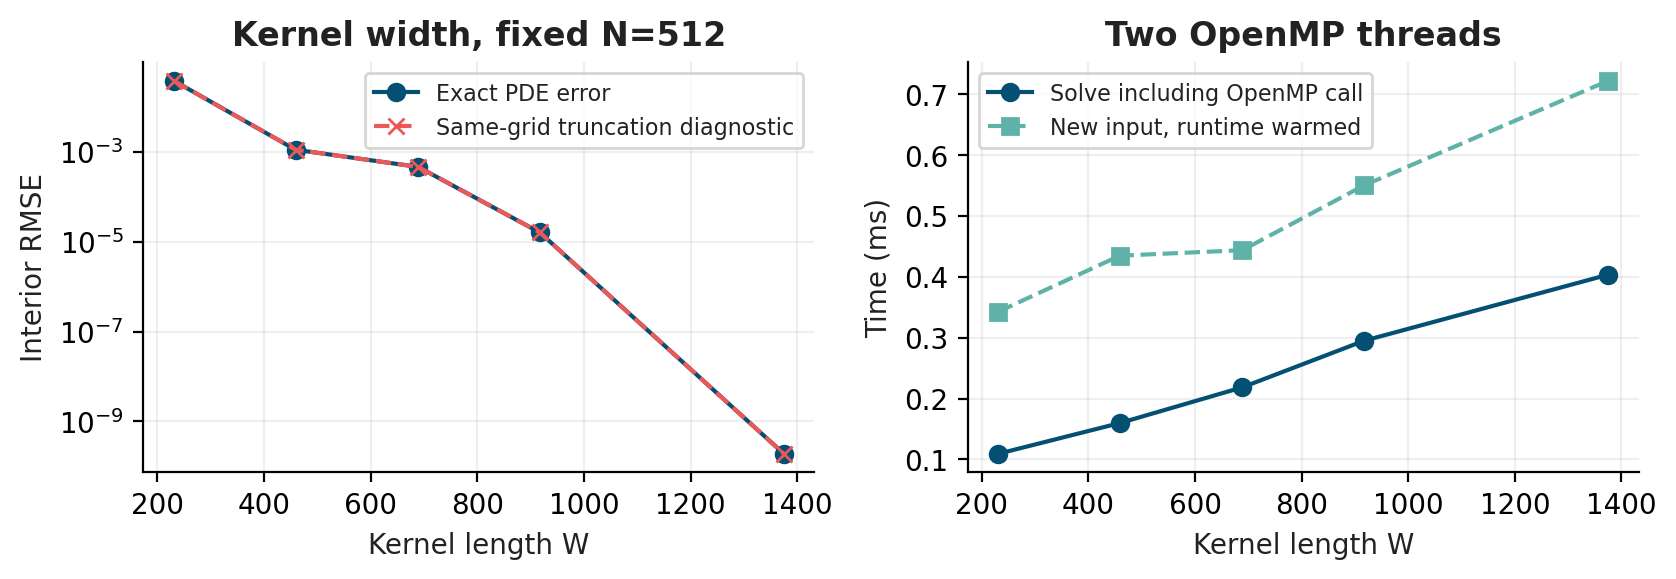 Kernel width, fixed N=512
Exact PDE error
Same-grid truncation diagnostic
Interior RMSE
10⁻³
10⁻⁵
10⁻⁷
10⁻⁹
200 400 600 800 1000 1200 1400
Kernel length W
Two OpenMP threads
Solve including OpenMP call
New input, runtime warmed
Time (ms)
0.7
0.6
0.5
0.4
0.3
0.2
0.1
200 400 600 800 1000 1200 1400
Kernel length W